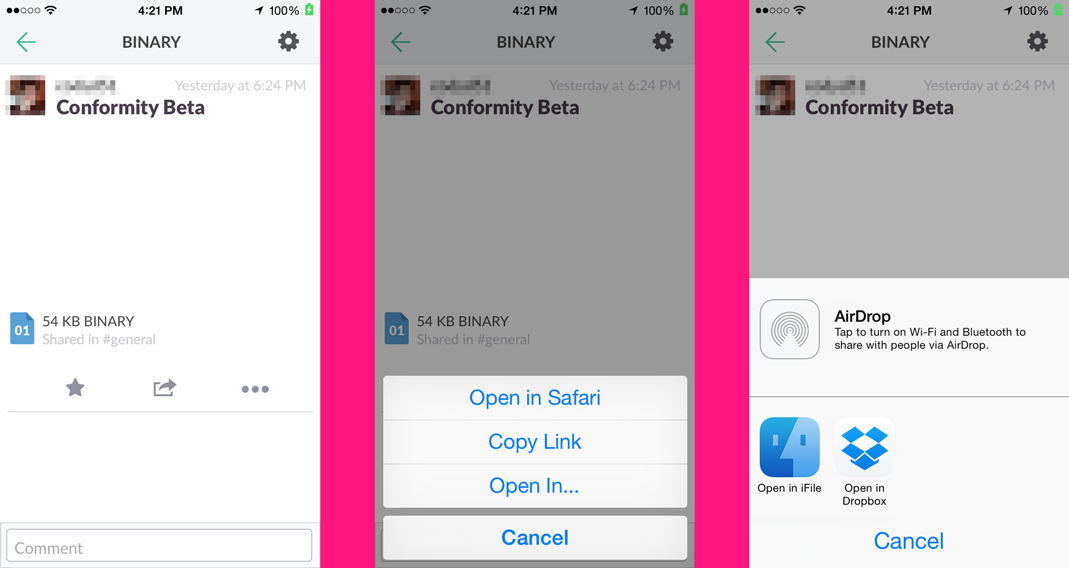 4:21 PM
100%
BINARY
Yesterday at 6:24 PM
Conformity Beta
01
54 KB BINARY
Shared in #general
Comment
4:21 PM
100%
BINARY
Yesterday at 6:24 PM
Conformity Beta
01
54 KB BINARY
Shared in #general
Open in Safari
Copy Link
Open In...
Cancel
4:21 PM
100%
BINARY
Yesterday at 6:24 PM
Conformity Beta
AirDrop
Tap to turn on Wi-Fi and Bluetooth to
share with people via AirDrop.
Open in iFile
Open in
Dropbox
Cancel